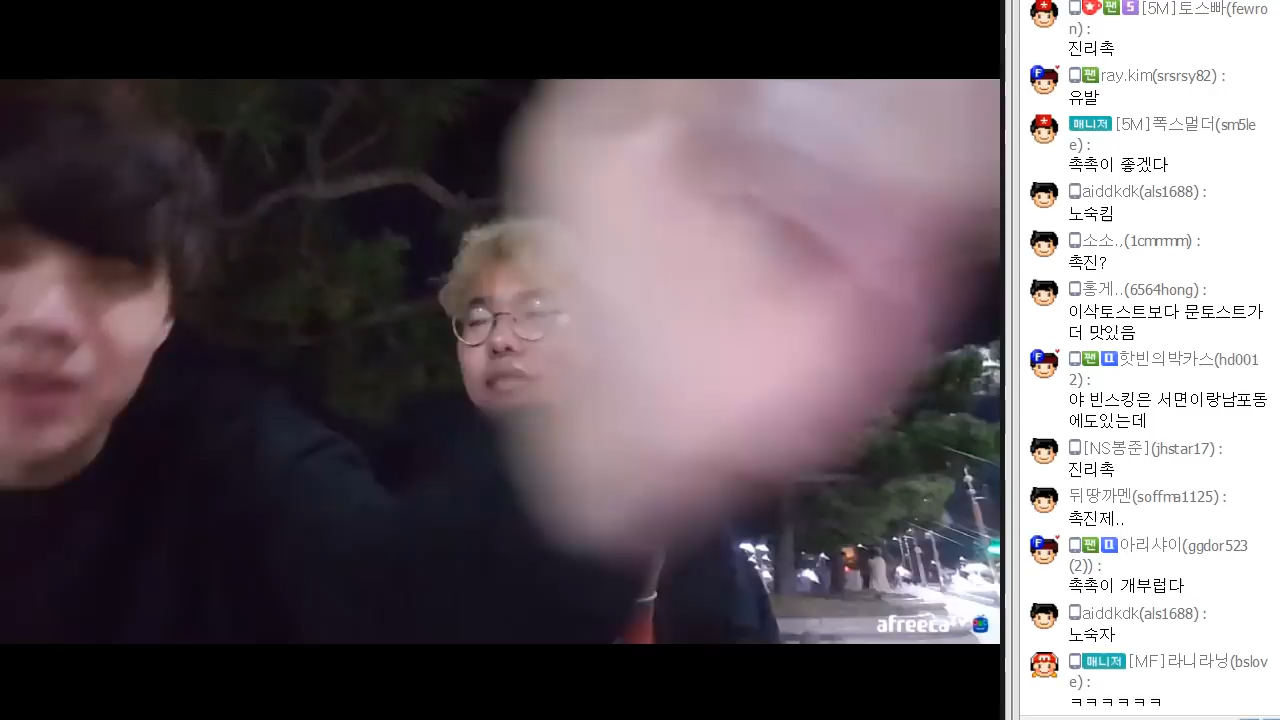 팬 S [5M]토스빠(fewro
n) :
진리촉
F 팬 ray.kim(srsrsy82) :
유발
매니저 [5M]쪽스멀더(sm5le
e) :
촉촉이 좋겠다
aiddkdk(als1688) :
노숙킴
소소..(1cmmmm) :
촉진?
홍게..(6564hong) :
이삭토스트보다 문토스트가
더 맛있음
F 팬 핫빈의박카스(hd001
2) :
야 빈스킹은 서면이랑남포동
에도있는데
[NS봉준](jhstar17) :
진리촉
뒤땅까멘(soffma1125) :
촉진제..
F 팬 아리샤이(ggdor523
(2)) :
촉촉이 개부럽다
aiddkdk(als1688) :
노숙자
매니저 [MF]라니라닝(bslov
e) :
ㅋㅋㅋㅋㅋㅋ
afreecaTV